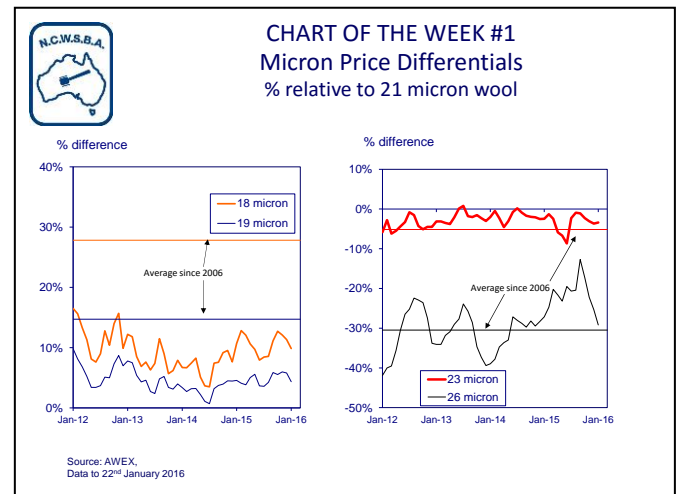 N.C.W.S.B.A.
CHART OF THE WEEK #1
Micron Price Differentials
% relative to 21 micron wool
% difference
40%
30%
20%
10%
0%
18 micron
19 micron
Average since 2006
Jan-12 Jan-13 Jan-14 Jan-15 Jan-16
% difference
10%
0%
-10%
-20%
-30%
-40%
-50%
Average since 2006
23 micron
26 micron
Jan-12 Jan-13 Jan-14 Jan-15 Jan-16
Source: AWEX,
Data to 22nd January 2016